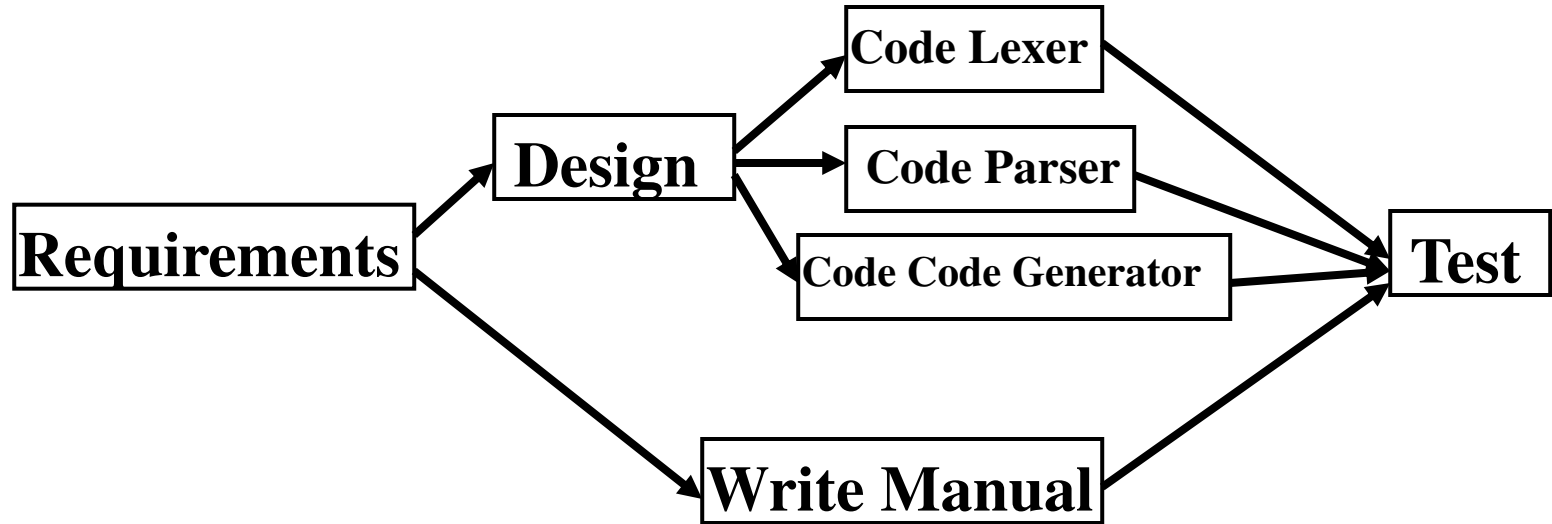 Code Lexer
Design
Code Parser
Requirements
Code Code Generator
Test
Write Manual